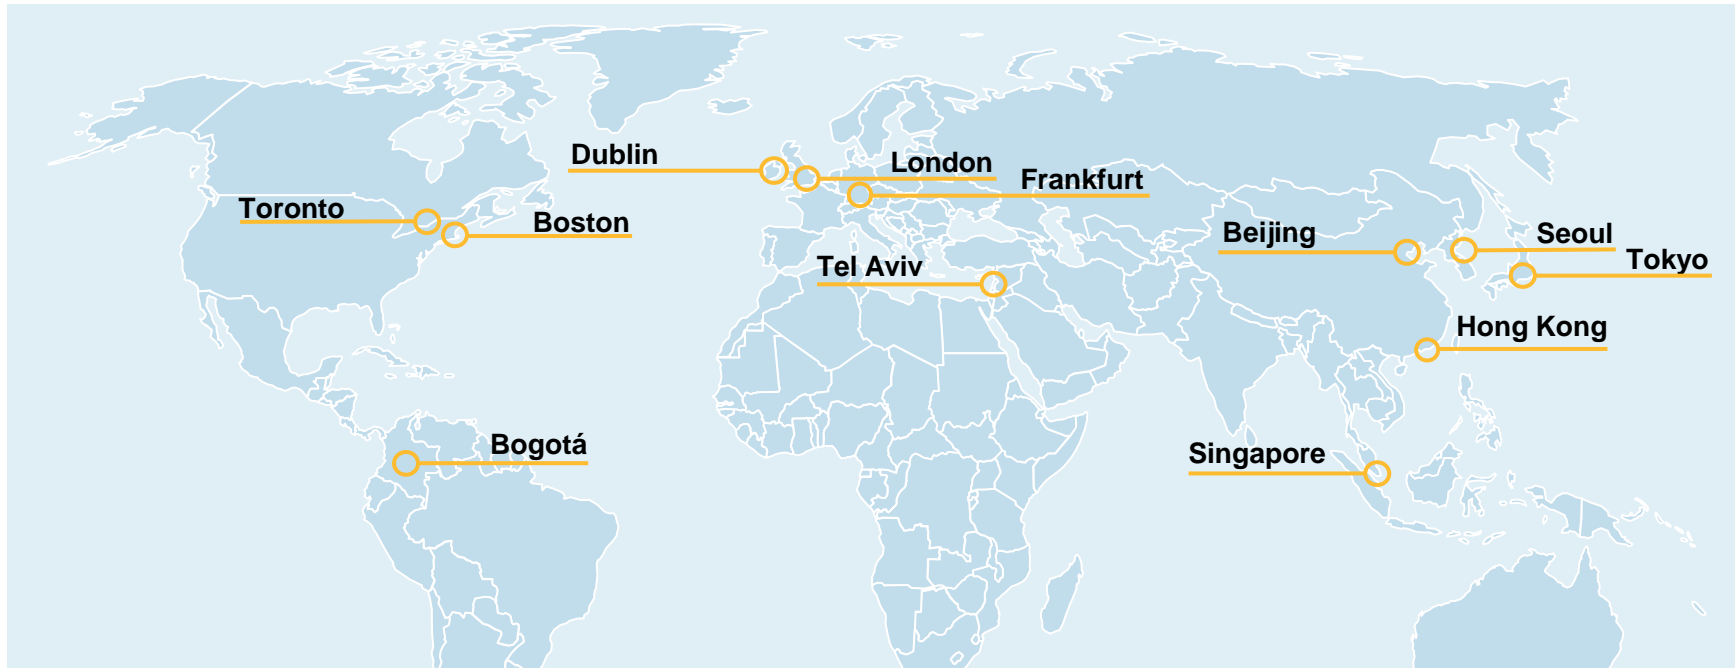 Dublin
London
Frankfurt
Toronto
Boston
Beijing
Seoul
Tokyo
Tel Aviv
Hong Kong
Bogotá
Singapore